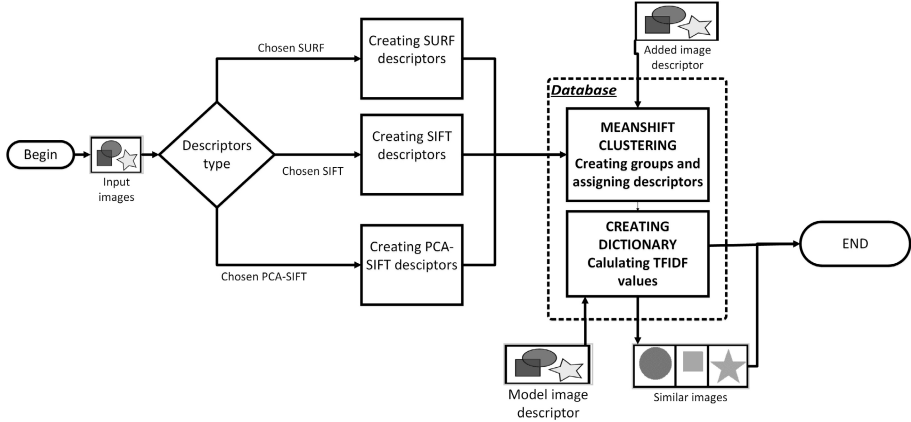 Begin
Input
images
Descriptors
type
Chosen SURF
Chosen SIFT
Chosen PCA-SIFT
Creating SURF
descriptors
Creating SIFT
descriptors
Creating PCA-
SIFT desciptors
Added image
descriptor
Database
MEANSHIFT
CLUSTERING
Creating groups and
assigning descriptors
CREATING
DICTIONARY
Calulating TFIDF
values
Model image
descriptor
Similar images
END